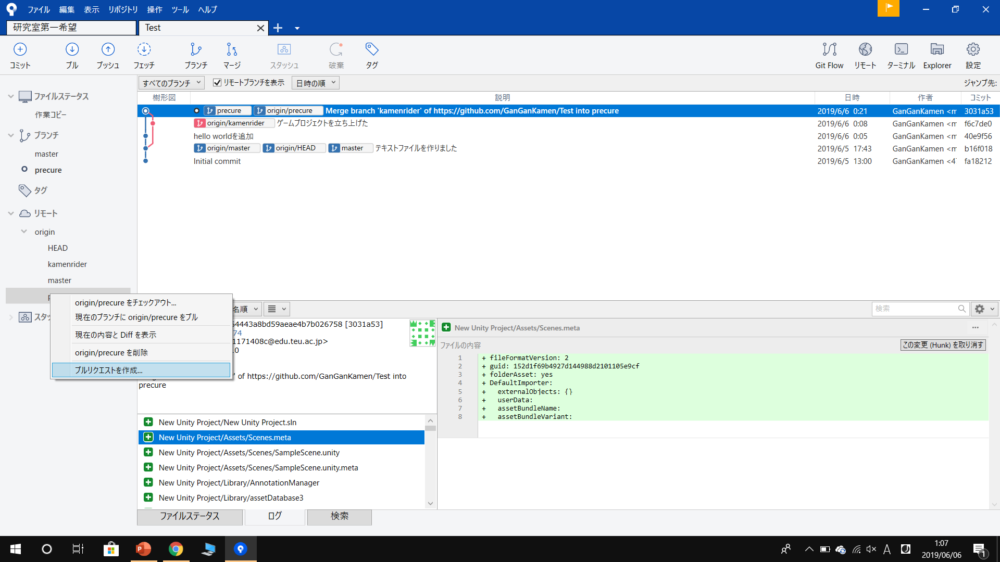 ファイル 編集 表示 リポジトリ 操作 ツール ヘルプ
研究室第一希望 Test
コミット プル プッシュ フェッチ ブランチ マージ スタッシュ 破棄 タグ Git Flow リモート ターミナル Explorer 設定
すべてのブランチ リモートブランチを表示 日時の順 ジャンプ先:
樹形図 説明 日時 作者 コミット
precure origin/precure Merge branch 'kamenrider' of https://github.com/GanGanKamen/Test into precure 2019/6/6 0:21 GanGanKamen <m 3031a53
origin/kamenrider ゲームプロジェクトを立ち上げた 2019/6/6 0:08 GanGanKamen <m f6c7de0
hello worldを追加 2019/6/6 0:05 GanGanKamen <m 40e9f56
origin/master origin/HEAD master テキストファイルを作りました 2019/6/5 17:43 GanGanKamen <m b16f018
Initial commit 2019/6/5 13:00 GanGanKamen <4 fa18212
ファイルステータス
作業コピー
ブランチ
master
precure
タグ
リモート
origin
HEAD
kamenrider
master
スタッ
origin/precure をチェックアウト...
現在のブランチに origin/precure をプル
現在の内容と Diff を表示
origin/precure を削除
プルリクエストを作成...
名順
検索
64443a8bd59aeae4b7b026758 [3031a53]
74
1171408c@edu.teu.ac.jp>
10
' of https://github.com/GanGanKamen/Test into
precure
New Unity Project/New Unity Project.sln
New Unity Project/Assets/Scenes.meta
New Unity Project/Assets/Scenes/SampleScene.unity
New Unity Project/Assets/Scenes/SampleScene.unity.meta
New Unity Project/Library/AnnotationManager
New Unity Project/Library/assetDatabase3
New Unity Project/Assets/Scenes.meta
ファイルの内容 この変更 (Hunk) を取り消す
1 + fileFormatVersion: 2
2 + guid: 152d1f69b4927d144988d2101105e9cf
3 + folderAsset: yes
4 + DefaultImporter:
5 + externalObjects: {}
6 + userData:
7 + assetBundleName:
8 + assetBundleVariant:
ファイルステータス ログ 検索
A J 1:07
2019/06/06
1